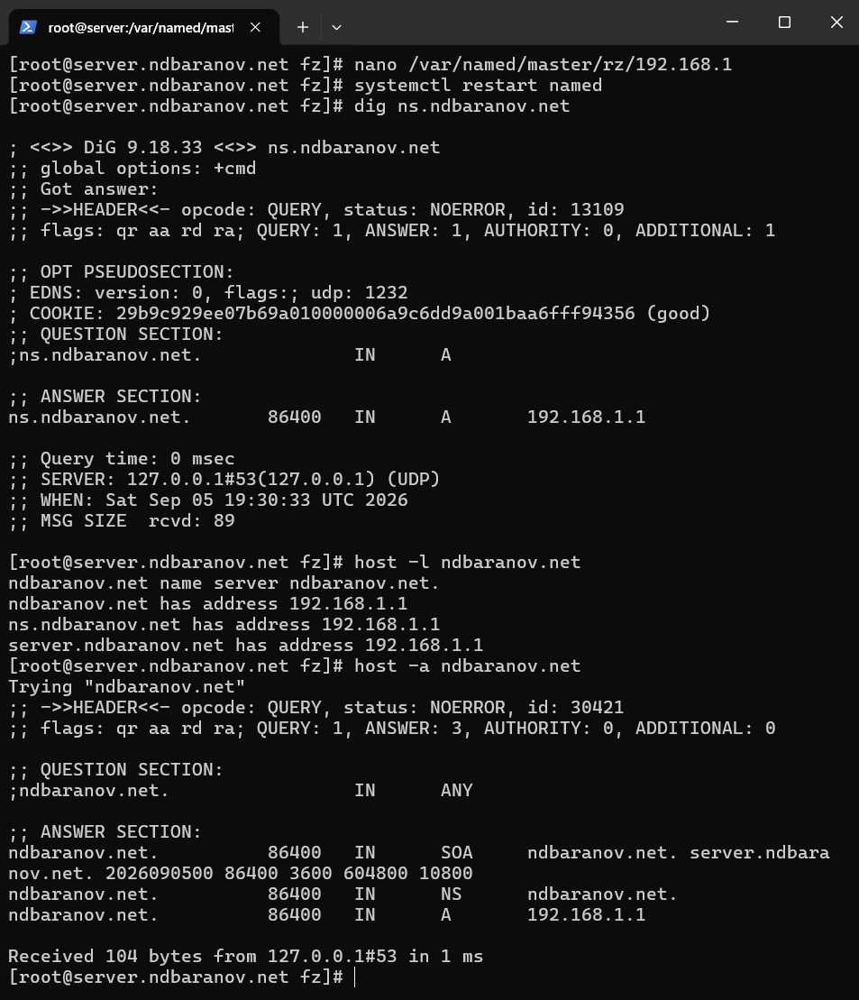 root@server:/var/named/mast
[root@server.ndbaranov.net fz]# nano /var/named/master/rz/192.168.1
[root@server.ndbaranov.net fz]# systemctl restart named
[root@server.ndbaranov.net fz]# dig ns.ndbaranov.net
; <<>> DiG 9.18.33 <<>> ns.ndbaranov.net
;; global options: +cmd
;; Got answer:
;; ->>HEADER<<- opcode: QUERY, status: NOERROR, id: 13109
;; flags: qr aa rd ra; QUERY: 1, ANSWER: 1, AUTHORITY: 0, ADDITIONAL: 1
;; OPT PSEUDOSECTION:
; EDNS: version: 0, flags:; udp: 1232
; COOKIE: 29b9c929ee07b69a010000006a9c6dd9a001baa6fff94356 (good)
;; QUESTION SECTION:
;ns.ndbaranov.net. IN A
;; ANSWER SECTION:
ns.ndbaranov.net. 86400 IN A 192.168.1.1
;; Query time: 0 msec
;; SERVER: 127.0.0.1#53(127.0.0.1) (UDP)
;; WHEN: Sat Sep 05 19:30:33 UTC 2026
;; MSG SIZE  rcvd: 89
[root@server.ndbaranov.net fz]# host -l ndbaranov.net
ndbaranov.net name server ndbaranov.net.
ndbaranov.net has address 192.168.1.1
ns.ndbaranov.net has address 192.168.1.1
server.ndbaranov.net has address 192.168.1.1
[root@server.ndbaranov.net fz]# host -a ndbaranov.net
Trying "ndbaranov.net"
;; ->>HEADER<<- opcode: QUERY, status: NOERROR, id: 30421
;; flags: qr aa rd ra; QUERY: 1, ANSWER: 3, AUTHORITY: 0, ADDITIONAL: 0
;; QUESTION SECTION:
;ndbaranov.net. IN ANY
;; ANSWER SECTION:
ndbaranov.net. 86400 IN SOA ndbaranov.net. server.ndbara
nov.net. 2026090500 86400 3600 604800 10800
ndbaranov.net. 86400 IN NS ndbaranov.net.
ndbaranov.net. 86400 IN A 192.168.1.1
Received 104 bytes from 127.0.0.1#53 in 1 ms
[root@server.ndbaranov.net fz]#